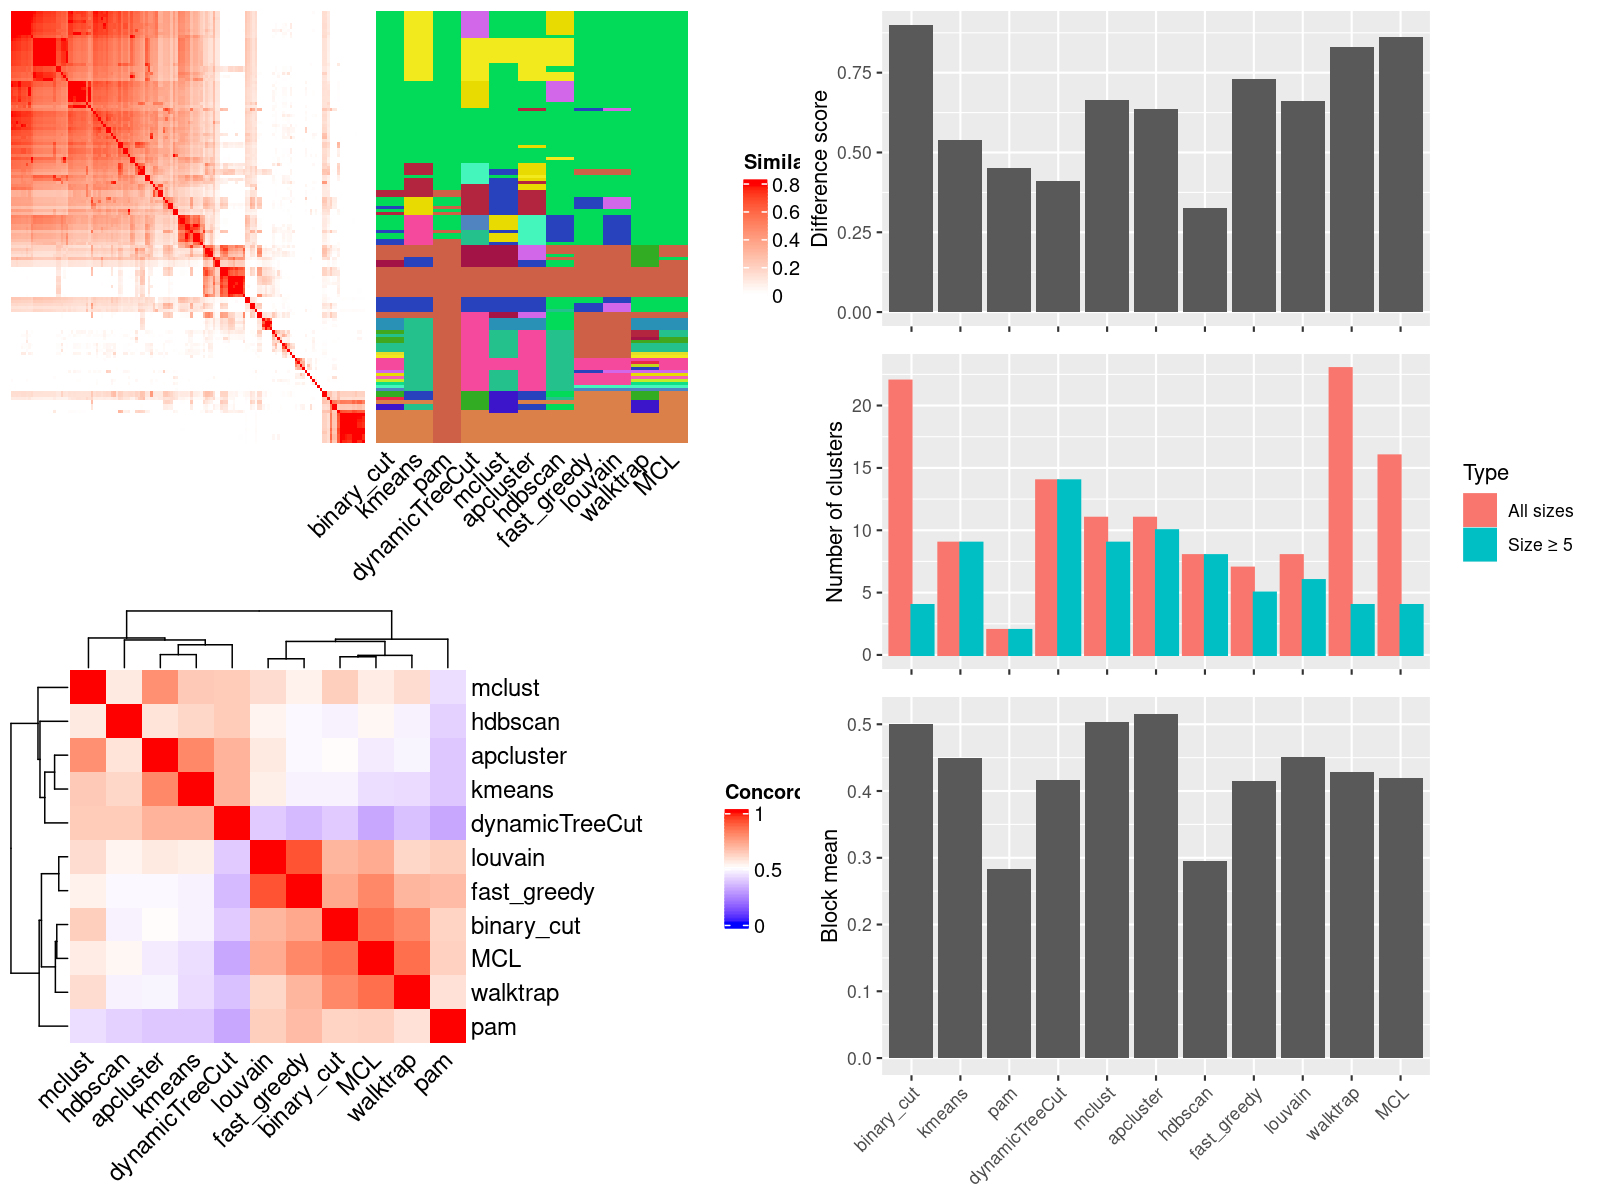 Simila
0.8
0.6
0.4
0.2
0
binary_cut
kmeans
pam
dynamicTreeCut
mclust
apcluster
hdbscan
fast_greedy
louvain
walktrap
MCL
Difference score
0.75
0.50
0.25
0.00
Number of clusters
20
15
10
5
0
Type
All sizes
Size ≥ 5
mclust
hdbscan
apcluster
kmeans
dynamicTreeCut
louvain
fast_greedy
binary_cut
MCL
walktrap
pam
mclust
hdbscan
apcluster
kmeans
dynamicTreeCut
louvain
fast_greedy
binary_cut
MCL
walktrap
pam
Concord
1
0.5
0
Block mean
0.5
0.4
0.3
0.2
0.1
0.0
binary_cut
kmeans
pam
dynamicTreeCut
mclust
apcluster
hdbscan
fast_greedy
louvain
walktrap
MCL